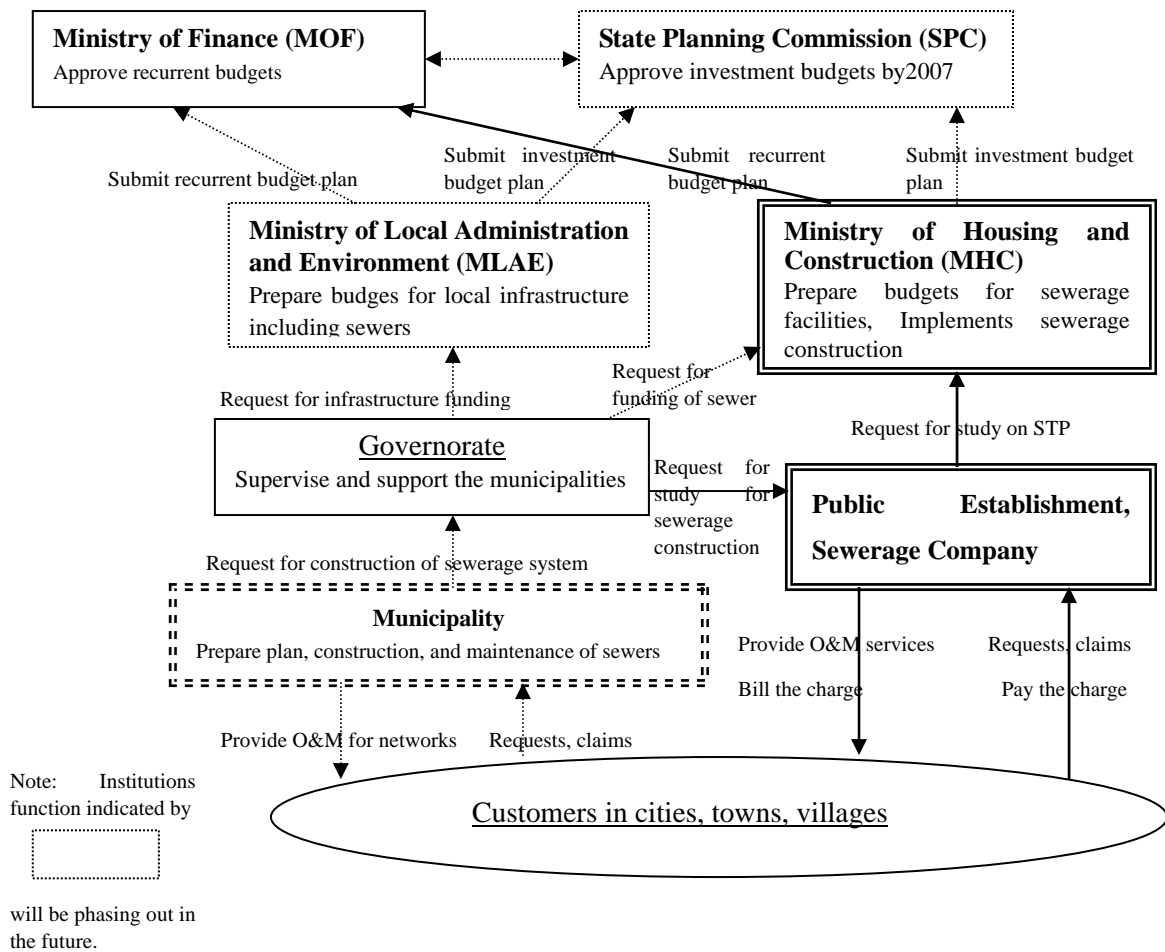 Ministry of Finance (MOF)
Approve recurrent budgets
State Planning Commission (SPC)
Approve investment budgets by2007
Submit recurrent budget plan
Submit investment
budget plan
Submit recurrent
budget plan
Submit investment budget
plan
Ministry of Local Administration
and Environment (MLAE)
Prepare budges for local infrastructure
including sewers
Ministry of Housing and
Construction (MHC)
Prepare budgets for sewerage
facilities, Implements sewerage
construction
Request for infrastructure funding
Request for
funding of sewer
Request for study on STP
Governorate
Supervise and support the municipalities
Request for
study for
sewerage
construction
Public Establishment,
Sewerage Company
Request for construction of sewerage system
Municipality
Prepare plan, construction, and maintenance of sewers
Provide O&M services
Bill the charge
Requests, claims
Pay the charge
Provide O&M for networks
Requests, claims
Customers in cities, towns, villages
Note: Institutions
function indicated by
will be phasing out in
the future.